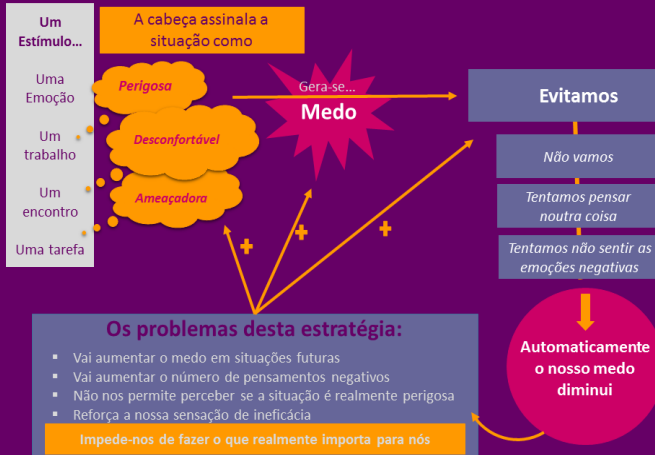 Um
Estímulo...
Uma
Emoção
Um
trabalho
Um
encontro
Uma tarefa
A cabeça assinala a
situação como
Perigosa
Desconfortável
Ameaçadora
Gera-se...
Medo
Evitamos
Não vamos
Tentamos pensar
noutra coisa
Tentamos não sentir as
emoções negativas
Automaticamente
o nosso medo
diminui
+
+
+
Os problemas desta estratégia:
▪ Vai aumentar o medo em situações futuras
▪ Vai aumentar o número de pensamentos negativos
▪ Não nos permite perceber se a situação é realmente perigosa
▪ Reforça a nossa sensação de ineficácia
Impede-nos de fazer o que realmente importa para nós